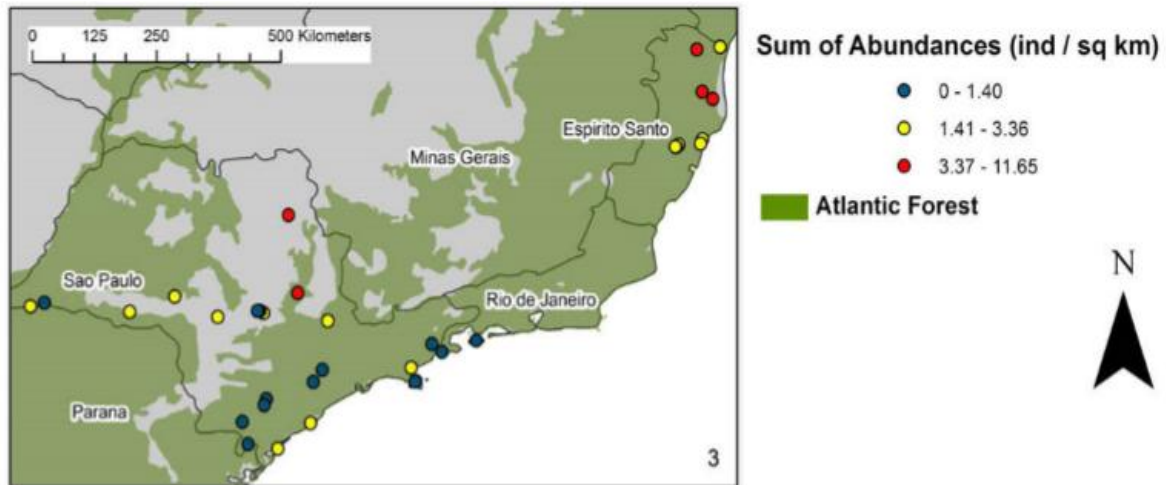 0 125 250 500 Kilometers
Espirito Santo
Minas Gerais
Sao Paulo
Rio de Janeiro
Parana
3
Sum of Abundances (ind / sq km)
0 - 1.40
1.41 - 3.36
3.37 - 11.65
Atlantic Forest
N